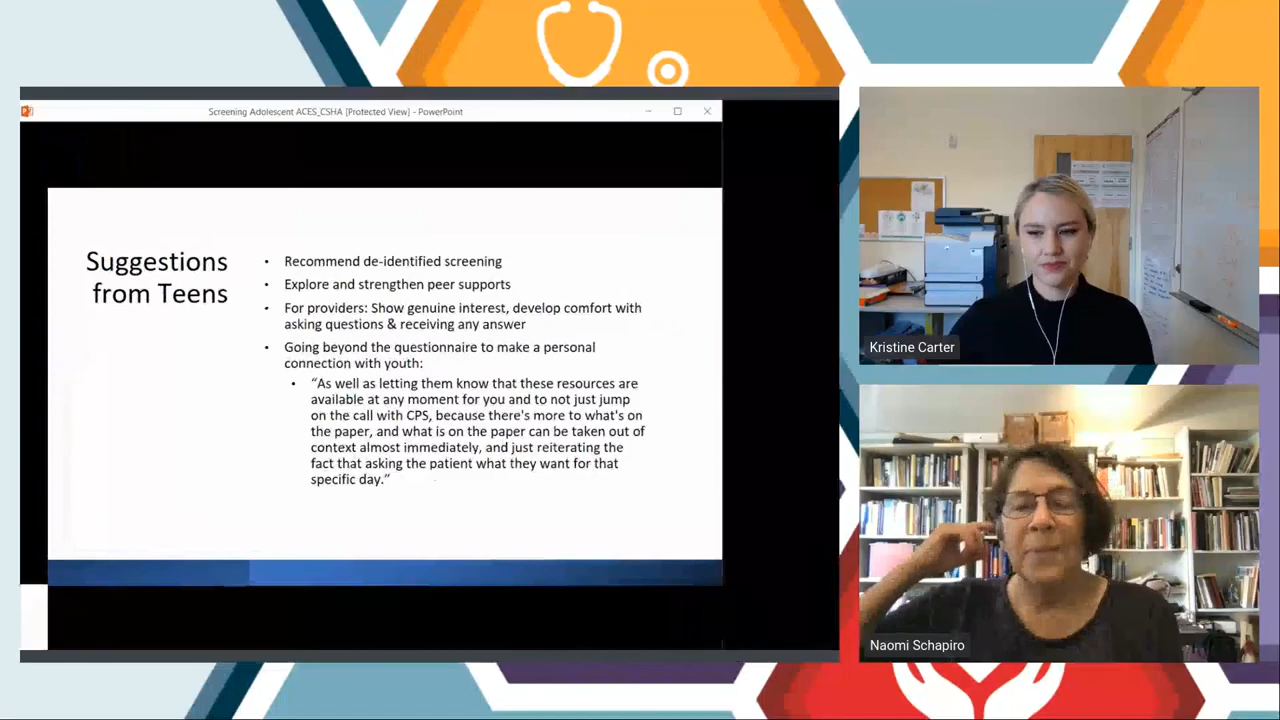 Screening Adolescent ACES_CSHA [Protected View] - PowerPoint
Suggestions
from Teens
• Recommend de-identified screening
• Explore and strengthen peer supports
• For providers: Show genuine interest, develop comfort with
asking questions & receiving any answer
• Going beyond the questionnaire to make a personal
connection with youth:
• “As well as letting them know that these resources are
available at any moment for you and to not just jump
on the call with CPS, because there's more to what's on
the paper, and what is on the paper can be taken out of
context almost immediately, and just reiterating the
fact that asking the patient what they want for that
specific day.”
Kristine Carter
Naomi Schapiro